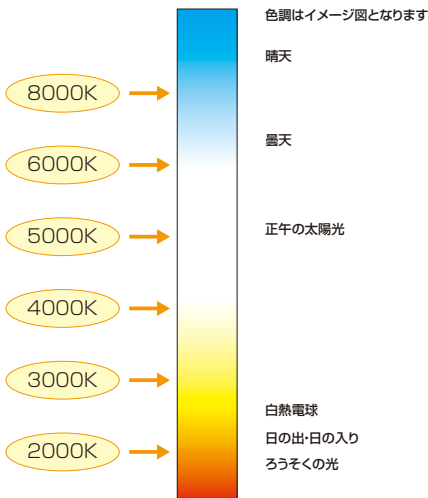 色調はイメージ図となります
晴天
8000K
曇天
6000K
正午の太陽光
5000K
4000K
3000K
白熱電球
日の出・日の入り
2000K
ろうそくの光